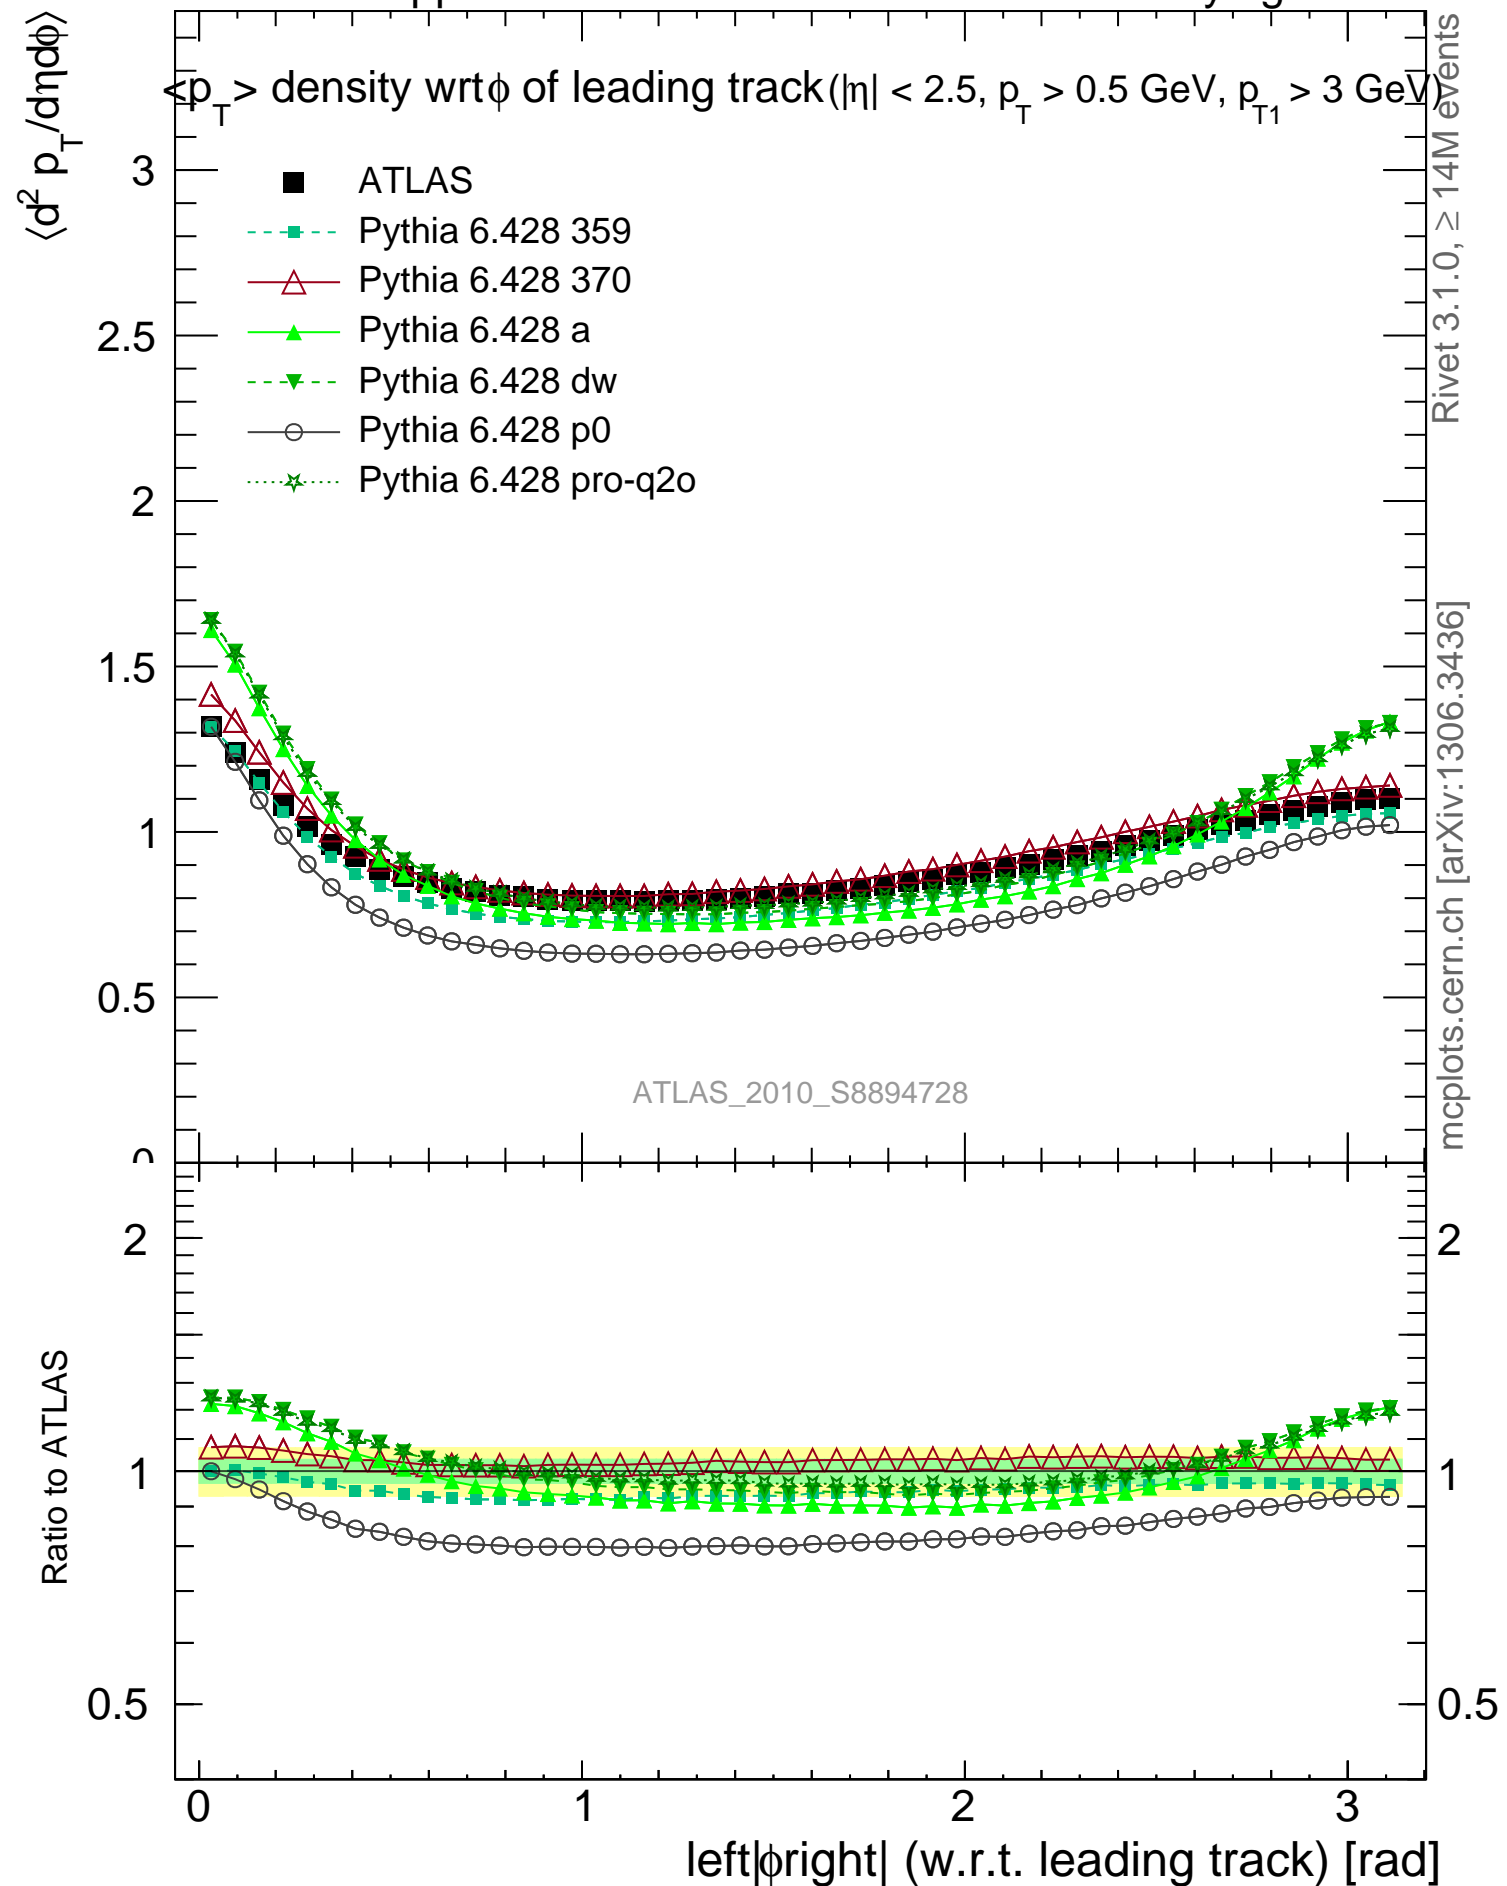 ⟨d² p_T/dηdϕ⟩
<p_T> density wrtϕ of leading track(|η| < 2.5, p_T > 0.5 GeV, p_T1 > 3 GeV)
ATLAS
Pythia 6.428 359
Pythia 6.428 370
Pythia 6.428 a
Pythia 6.428 dw
Pythia 6.428 p0
Pythia 6.428 pro-q2o
3
2.5
2
1.5
1
0.5
0
ATLAS_2010_S8894728
Rivet 3.1.0, ≥ 14M events
mcplots.cern.ch [arXiv:1306.3436]
Ratio to ATLAS
2
1
0.5
2
1
0.5
0 1 2 3
left|ϕright| (w.r.t. leading track) [rad]